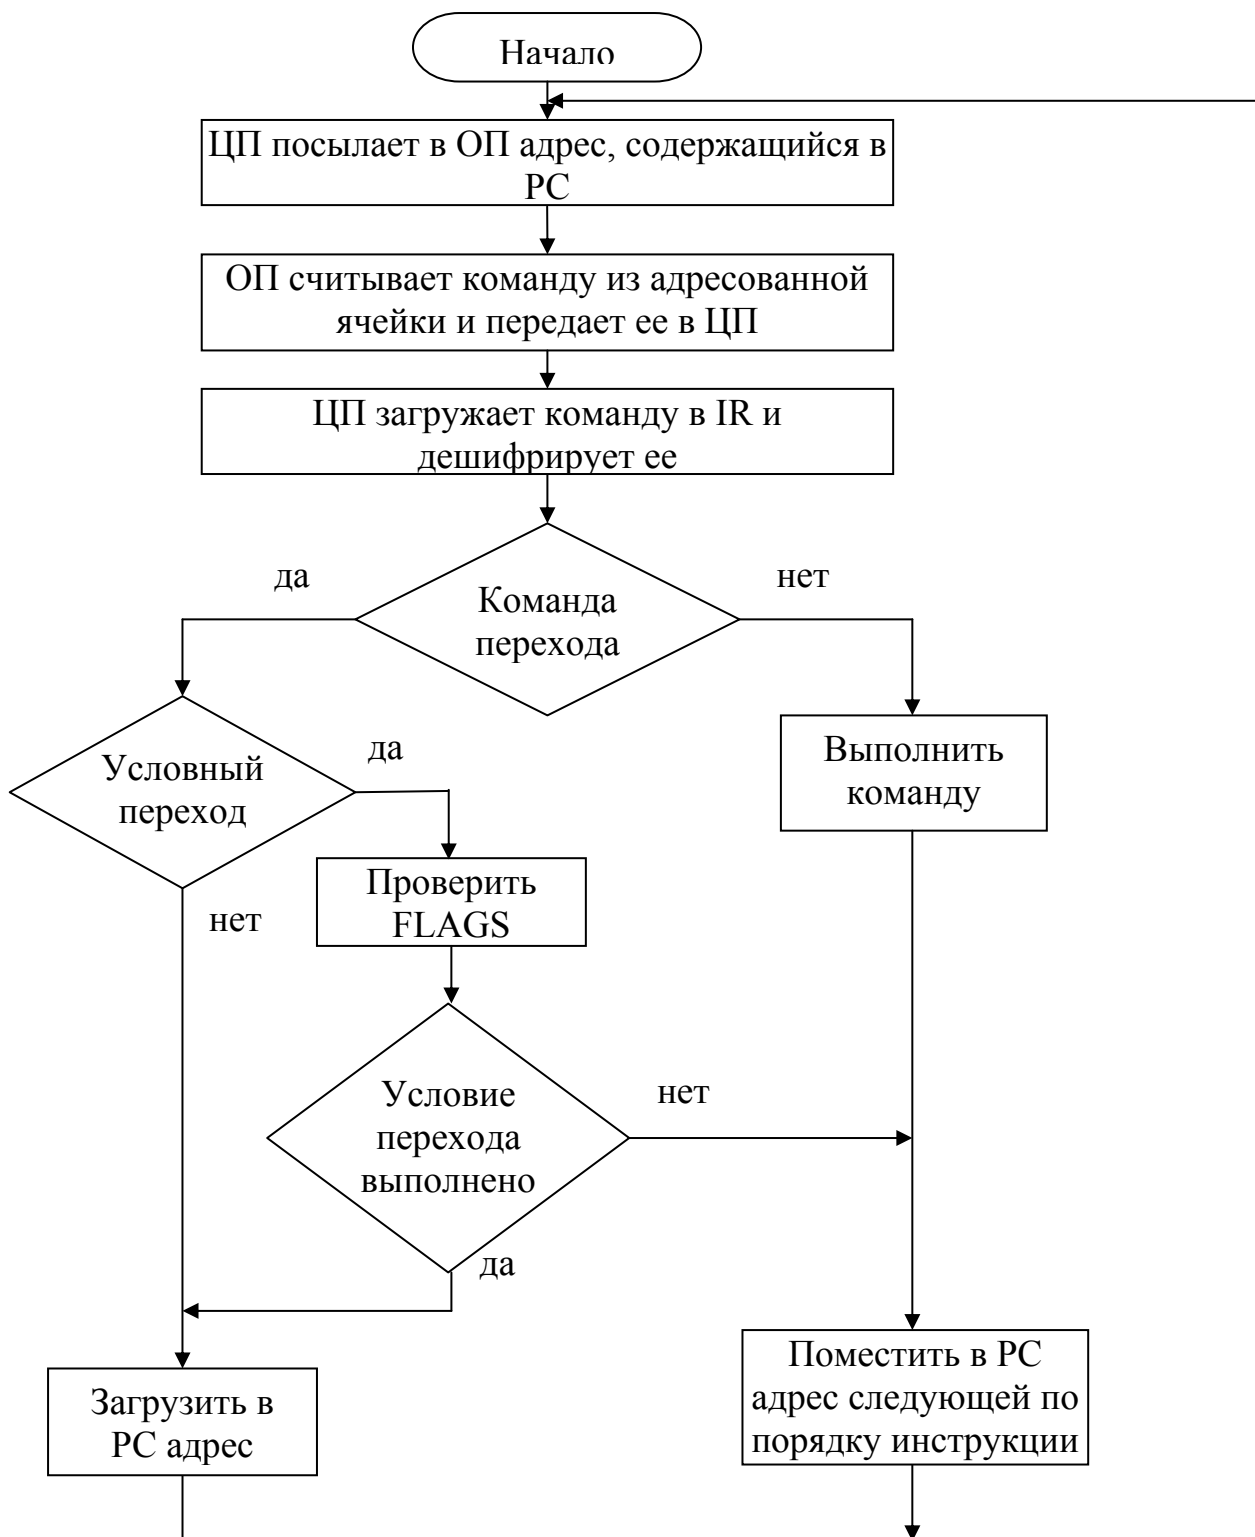 Начало
ЦП посылает в ОП адрес, содержащийся в
PC
ОП считывает команду из адресованной
ячейки и передает ее в ЦП
ЦП загружает команду в IR и
дешифрирует ее
да
нет
Команда
перехода
Условный
переход
да
Выполнить
команду
нет
Проверить
FLAGS
Условие
перехода
выполнено
нет
да
Загрузить в
PC адрес
Поместить в PC
адрес следующей по
порядку инструкции